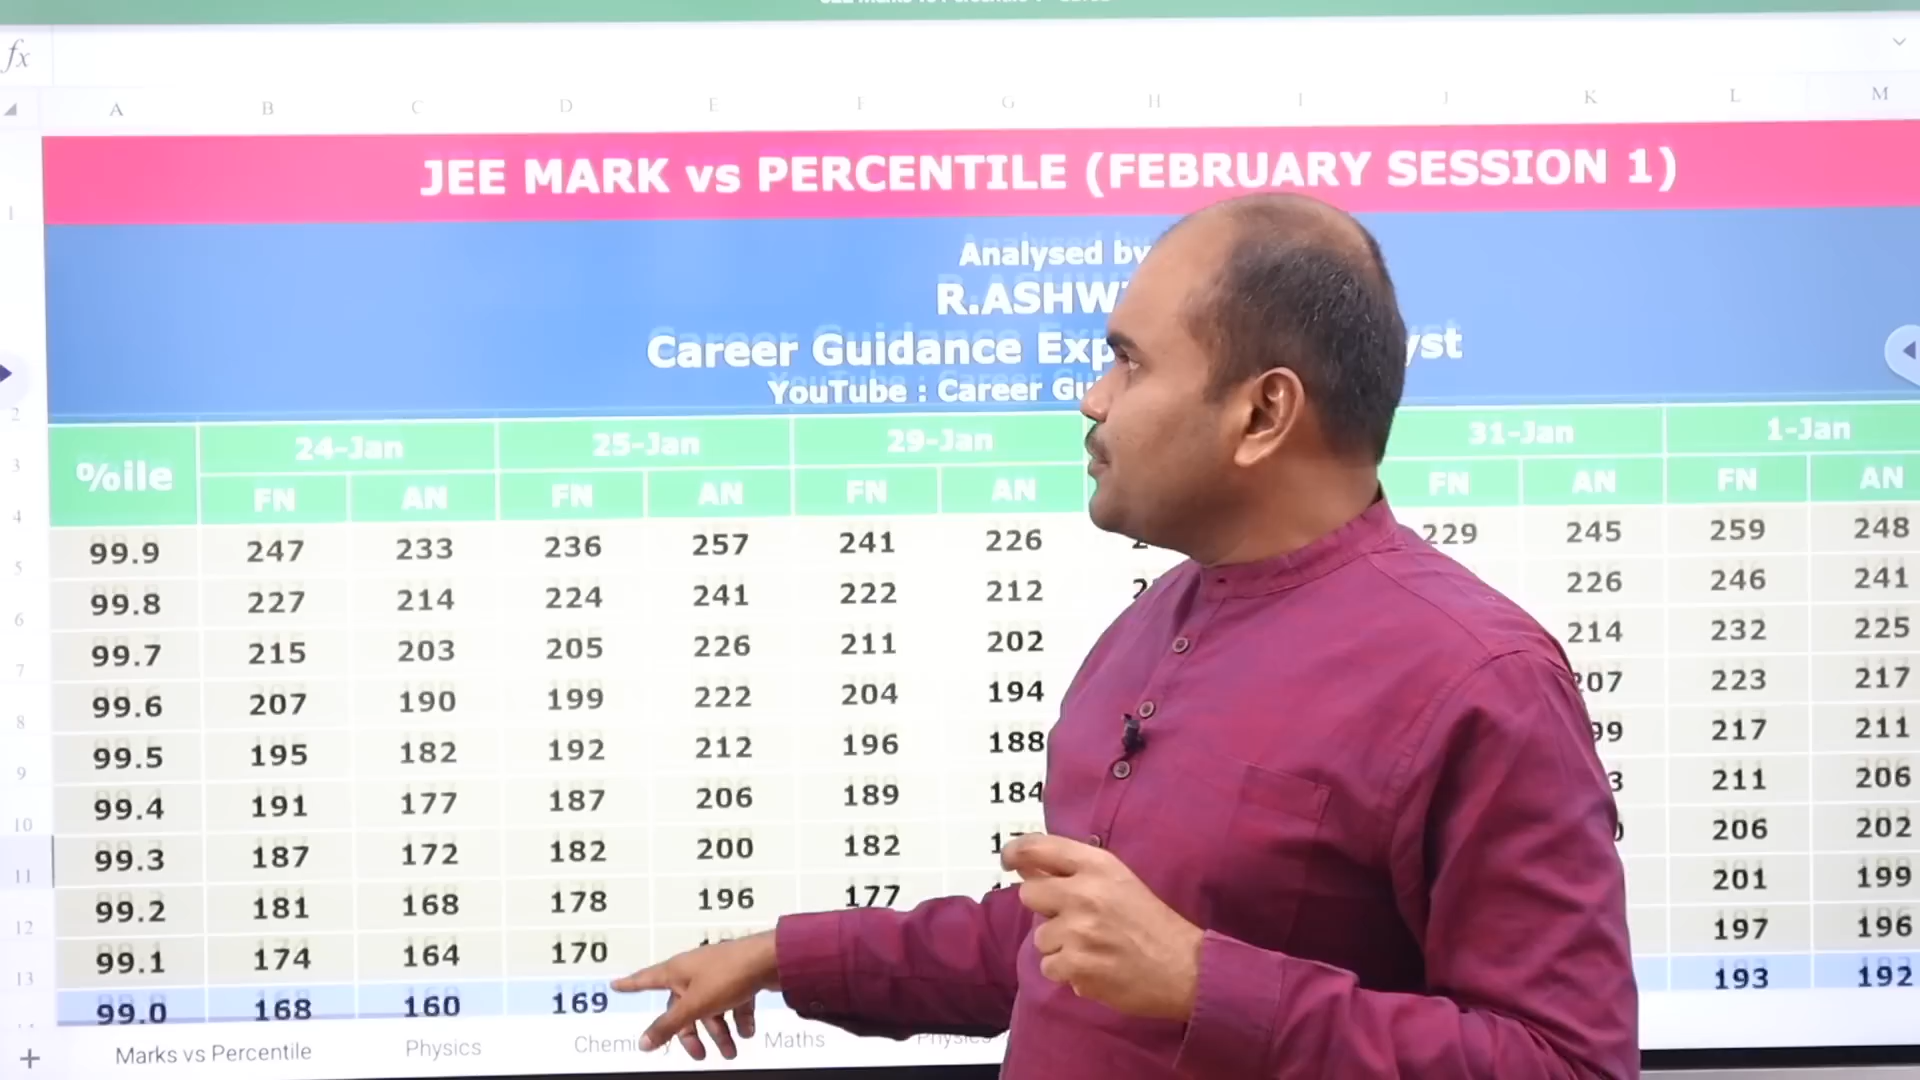 fx
A B C D E F G H I J K L M
JEE MARK vs PERCENTILE (FEBRUARY SESSION 1)
Analysed by
R.ASHW
Career Guidance Exp yst
YouTube : Career Gu
%ile 24-Jan 25-Jan 29-Jan 31-Jan 1-Jan
FN AN FN AN FN AN FN AN FN AN
99.9 247 233 236 257 241 226 229 245 259 248
99.8 227 214 224 241 222 212 226 246 241
99.7 215 203 205 226 211 202 214 232 225
99.6 207 190 199 222 204 194 207 223 217
99.5 195 182 192 212 196 188 99 217 211
99.4 191 177 187 206 189 184 3 211 206
99.3 187 172 182 200 182 206 202
99.2 181 168 178 196 177 201 199
99.1 174 164 170 197 196
99.0 168 160 169 193 192
+ Marks vs Percentile Physics Chemistry Maths Physics